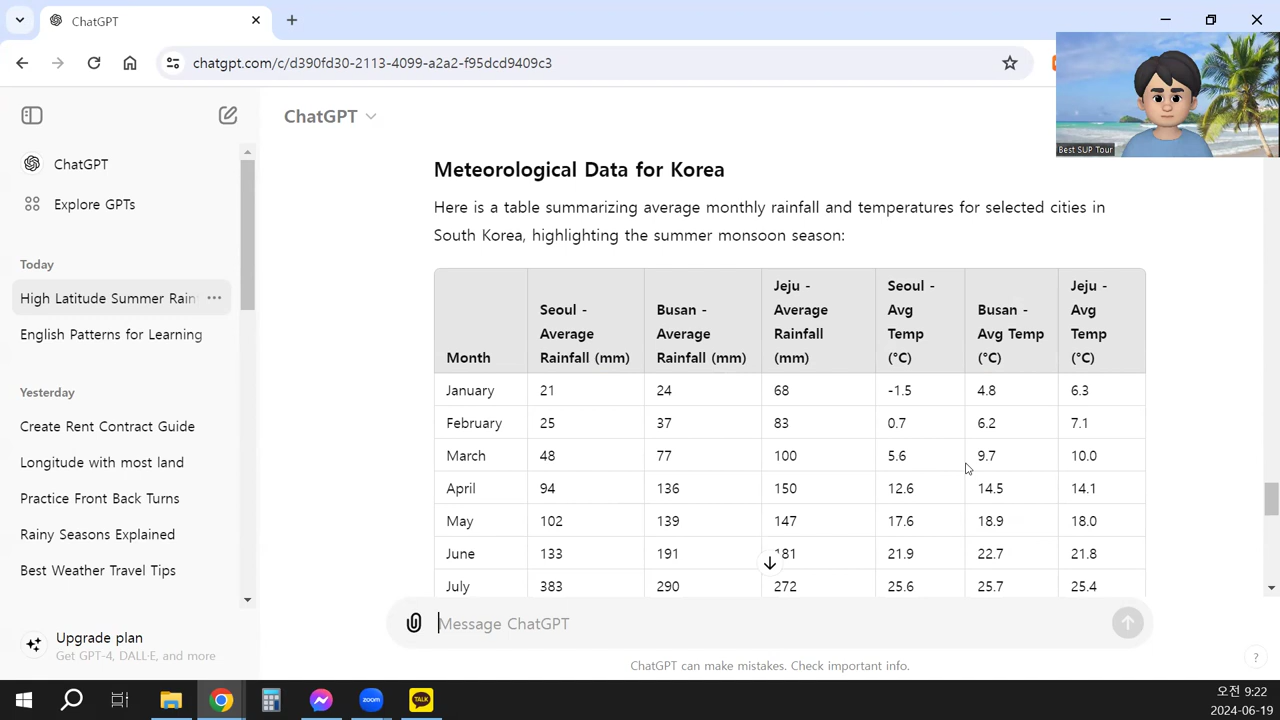 ChatGPT
chatgpt.com/c/d390fd30-2113-4099-a2a2-f95dcd9409c3
Best SUP Tour
ChatGPT
ChatGPT
Explore GPTs
Today
High Latitude Summer Rain
English Patterns for Learning
Yesterday
Create Rent Contract Guide
Longitude with most land
Practice Front Back Turns
Rainy Seasons Explained
Best Weather Travel Tips
Upgrade plan
Get GPT-4, DALL·E, and more
Meteorological Data for Korea
Here is a table summarizing average monthly rainfall and temperatures for selected cities in
South Korea, highlighting the summer monsoon season:
Month Seoul - Average Rainfall (mm) Busan - Average Rainfall (mm) Jeju - Average Rainfall (mm) Seoul - Avg Temp (°C) Busan - Avg Temp (°C) Jeju - Avg Temp (°C)
January 21 24 68 -1.5 4.8 6.3
February 25 37 83 0.7 6.2 7.1
March 48 77 100 5.6 9.7 10.0
April 94 136 150 12.6 14.5 14.1
May 102 139 147 17.6 18.9 18.0
June 133 191 181 21.9 22.7 21.8
July 383 290 272 25.6 25.7 25.4
Message ChatGPT
ChatGPT can make mistakes. Check important info.
?
zoom
TALK
오전 9:22
2024-06-19